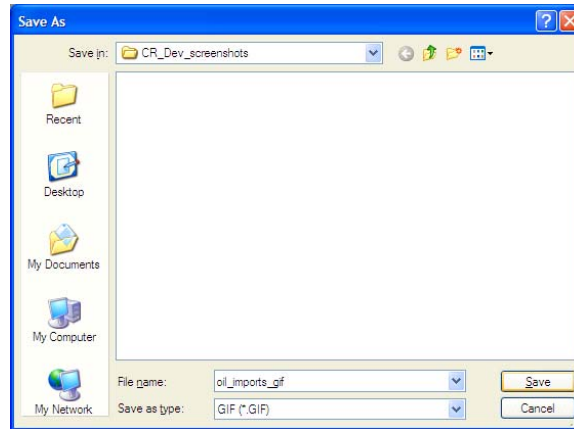 Save As
Save in: CR_Dev_screenshots
Recent
Desktop
My Documents
My Computer
My Network
File name: oil_imports_gif Save
Save as type: GIF (*.GIF) Cancel